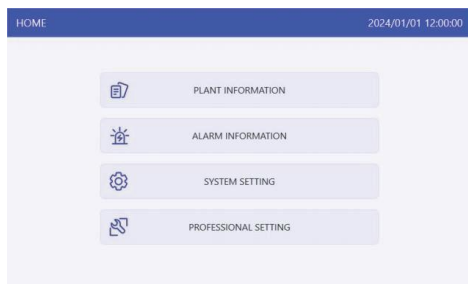 HOME
2024/01/01 12:00:00
PLANT INFORMATION
ALARM INFORMATION
SYSTEM SETTING
PROFESSIONAL SETTING